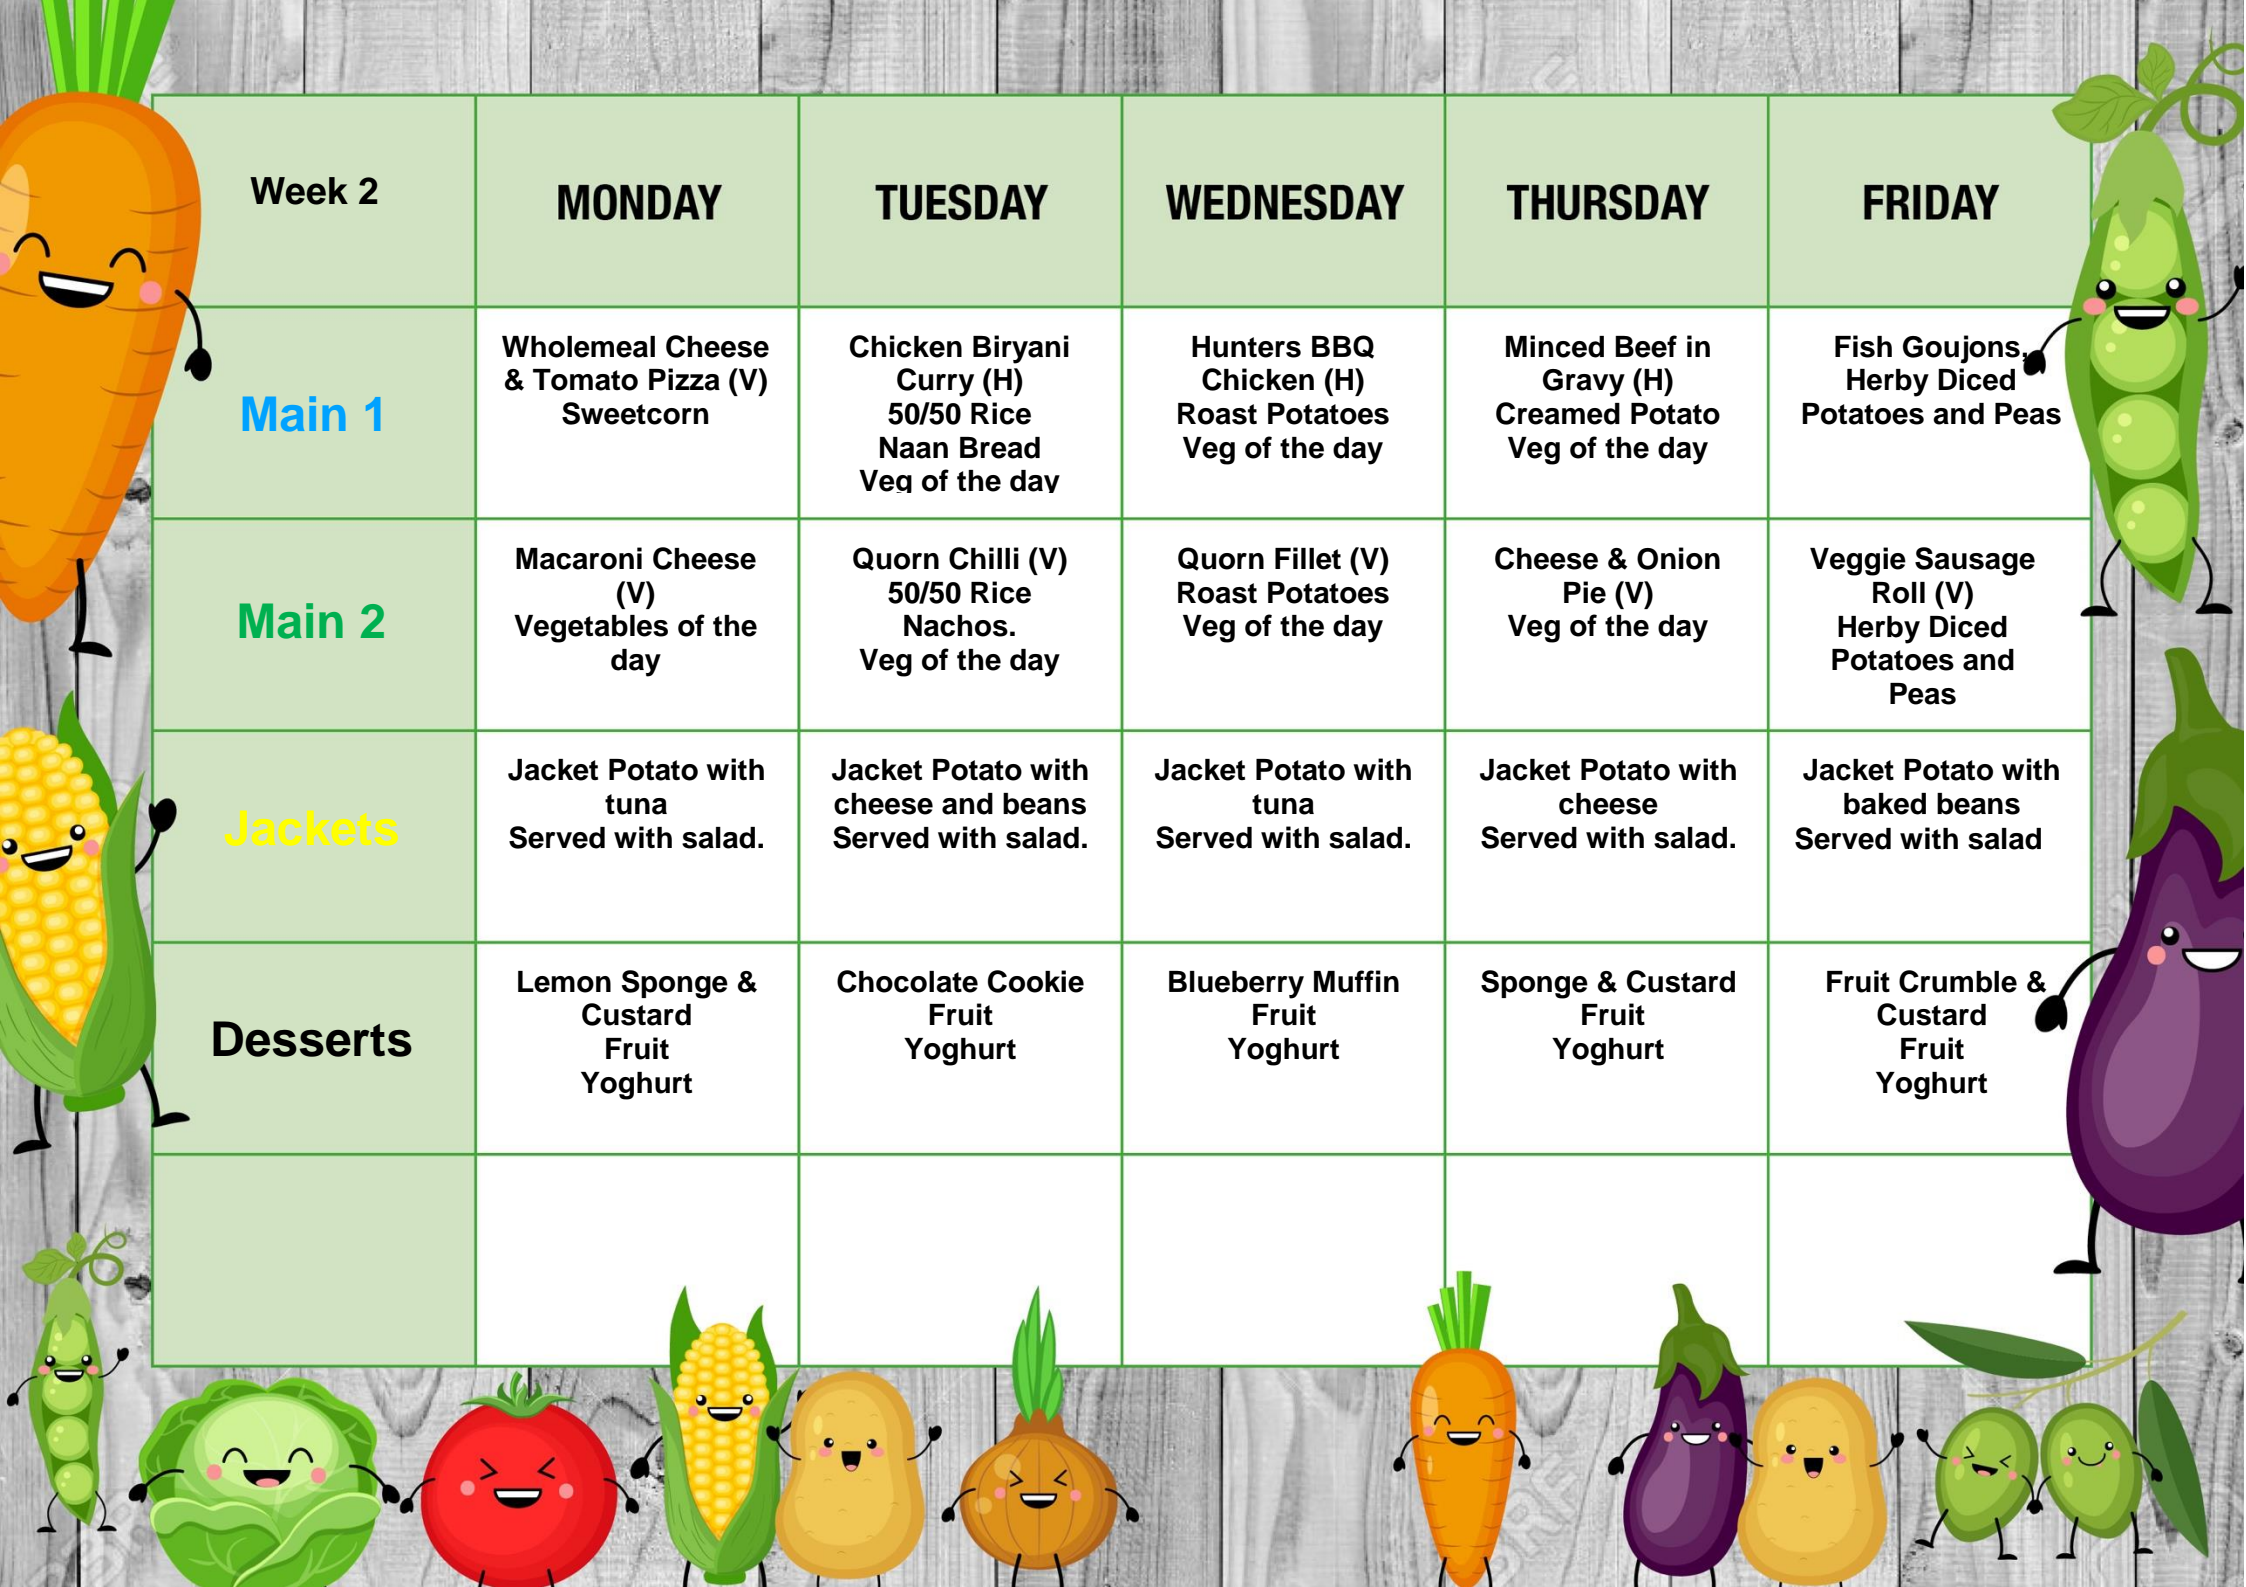 Week 2
MONDAY
TUESDAY
WEDNESDAY
THURSDAY
FRIDAY
Main 1
Wholemeal Cheese
& Tomato Pizza (V)
Sweetcorn
Chicken Biryani
Curry (H)
50/50 Rice
Naan Bread
Veg of the day
Hunters BBQ
Chicken (H)
Roast Potatoes
Veg of the day
Minced Beef in
Gravy (H)
Creamed Potato
Veg of the day
Fish Goujons,
Herby Diced
Potatoes and Peas
Main 2
Macaroni Cheese
(V)
Vegetables of the
day
Quorn Chilli (V)
50/50 Rice
Nachos.
Veg of the day
Quorn Fillet (V)
Roast Potatoes
Veg of the day
Cheese & Onion
Pie (V)
Veg of the day
Veggie Sausage
Roll (V)
Herby Diced
Potatoes and
Peas
Jackets
Jacket Potato with
tuna
Served with salad.
Jacket Potato with
cheese and beans
Served with salad.
Jacket Potato with
tuna
Served with salad.
Jacket Potato with
cheese
Served with salad.
Jacket Potato with
baked beans
Served with salad
Desserts
Lemon Sponge &
Custard
Fruit
Yoghurt
Chocolate Cookie
Fruit
Yoghurt
Blueberry Muffin
Fruit
Yoghurt
Sponge & Custard
Fruit
Yoghurt
Fruit Crumble &
Custard
Fruit
Yoghurt